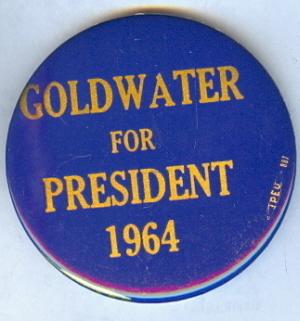 GOLDWATER
FOR
PRESIDENT
1964